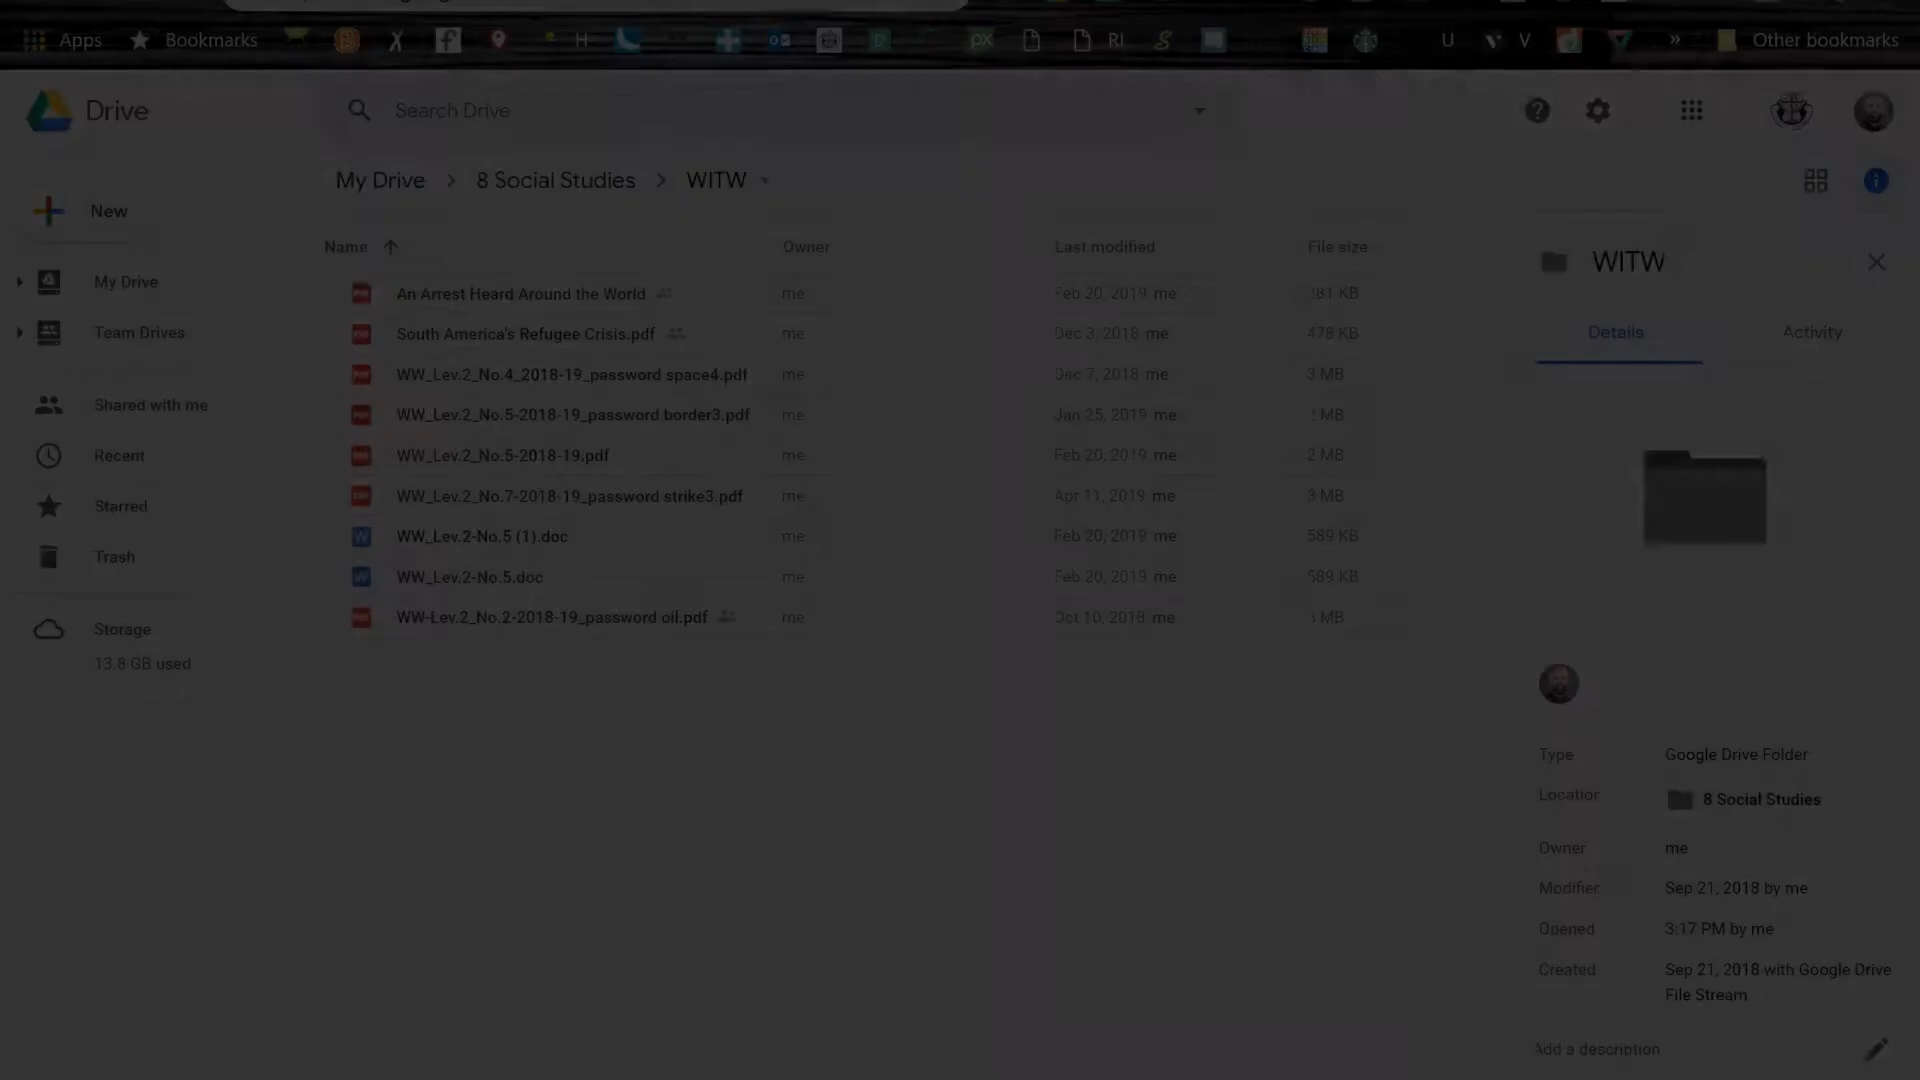 Apps Bookmarks H PX RI U V » Other bookmarks
Drive Search Drive
My Drive > 8 Social Studies > WITW
New
Name Owner Last modified File size
An Arrest Heard Around the World me Feb 20, 2019 me 181 KB
South America's Refugee Crisis.pdf me Dec 3, 2018 me 478 KB
WW_Lev.2_No.4_2018-19_password space4.pdf me Dec 7, 2018 me 3 MB
WW_Lev.2_No.5-2018-19_password border3.pdf me Jan 25, 2019 me MB
WW_Lev.2_No.5-2018-19.pdf me Feb 20, 2019 me 2 MB
WW_Lev.2_No.7-2018-19_password strike3.pdf me Apr 11, 2019 me 3 MB
WW_Lev.2-No.5 (1).doc me Feb 20, 2019 me 589 KB
WW_Lev.2-No.5.doc me Feb 20, 2019 me 589 KB
WW-Lev.2_No.2-2018-19_password oil.pdf me Oct 10, 2018 me MB
My Drive
Team Drives
Shared with me
Recent
Starred
Trash
Storage
13.8 GB used
WITW
Details Activity
Type Google Drive Folder
Location 8 Social Studies
Owner me
Modified Sep 21, 2018 by me
Opened 3:17 PM by me
Created Sep 21, 2018 with Google Drive
File Stream
Add a description